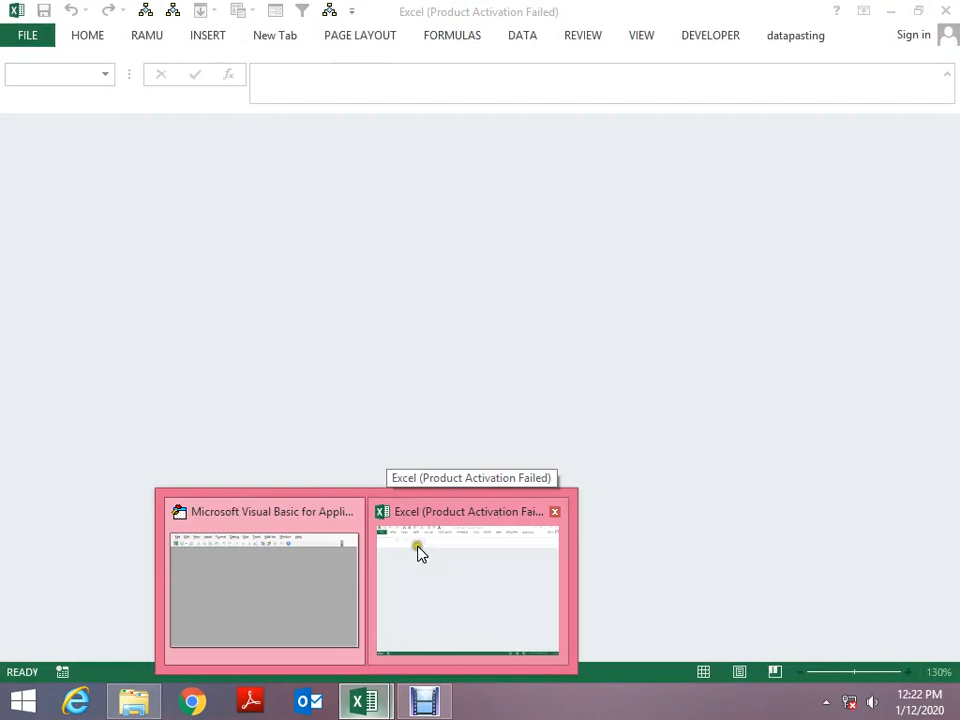 Excel (Product Activation Failed)
?
FILE
HOME
RAMU
INSERT
New Tab
PAGE LAYOUT
FORMULAS
DATA
REVIEW
VIEW
DEVELOPER
datapasting
Sign in
fx
Excel (Product Activation Failed)
Microsoft Visual Basic for Appli...
Excel (Product Activation Fai...
READY
130%
12:22 PM
1/12/2020